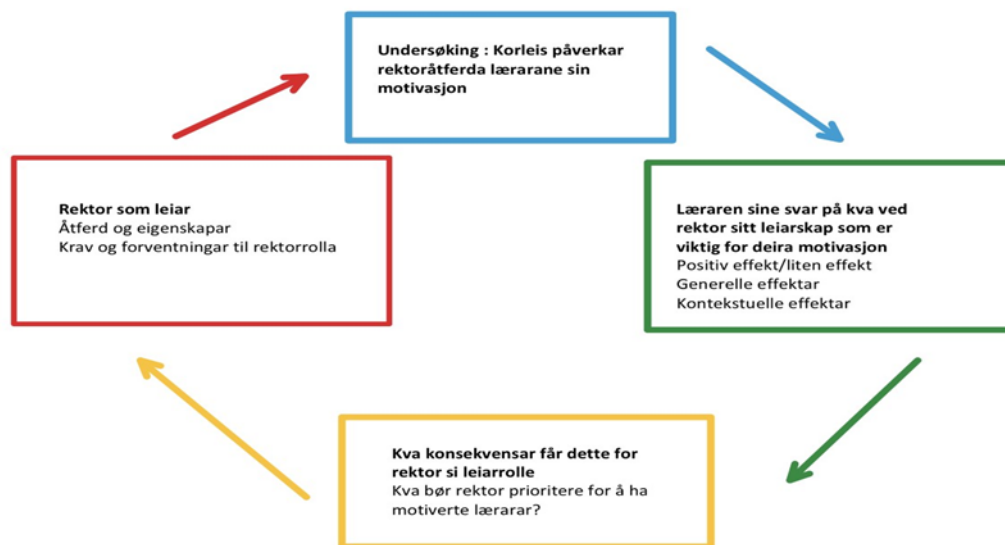 Undersøking : Korleis påverkar
rektoråtferda lærarane sin
motivasjon
Rektor som leiar
Åtferd og eigenskapar
Krav og forventningar til rektorrolla
Læraren sine svar på kva ved
rektor sitt leiarskap som er
viktig for deira motivasjon
Positiv effekt/liten effekt
Generelle effektar
Kontekstuelle effektar
Kva konsekvensar får dette for
rektor si leiarrolle
Kva bør rektor prioritere for å ha
motiverte lærarar?